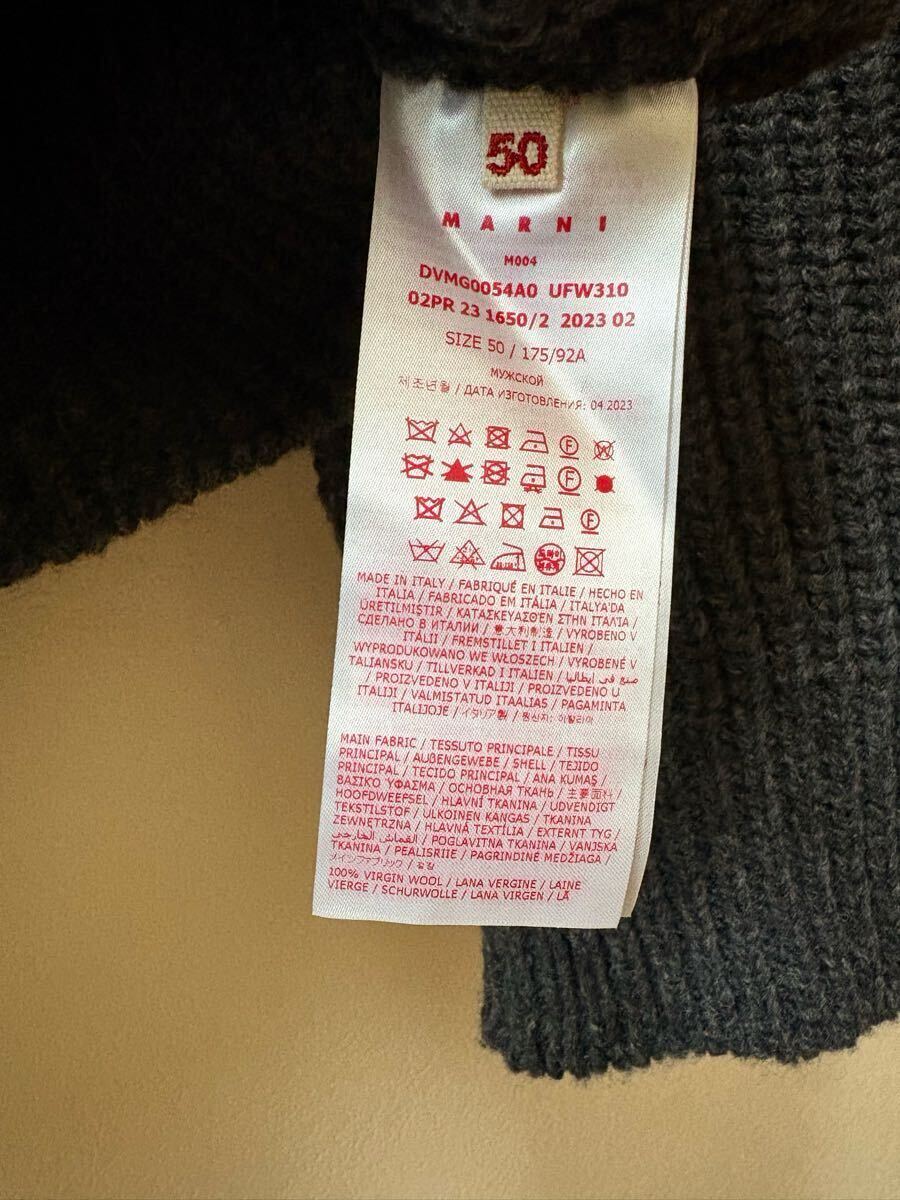 50
MARNI
M004
DVMG0054A0 UFW310
02PR 23 1650/2 2023 02
SIZE 50 / 175/92A
МУЖСКОЙ
제조년월 / ДАТА ИЗГОТОВЛЕНИЯ: 04 2023
F
W
F
F
MADE IN ITALY / FABRIQUÉ EN ITALIE / HECHO EN
ITALIA / FABRICADO EM ITÁLIA / ITALYA'DA
ÜRETILMIŞTIR / ΚΑΤΑΣΚΕΥΑΣΘΕΝ ΣΤΗΝ ΙΤΑΛΙΑ /
СДЕЛАНО В ИТАЛИИ / 意大利制造 / VYROBENO V
ITÁLII / FREMSTILLET I ITALIEN /
WYPRODUKOWANO WE WŁOSZECH / VYROBENÉ V
TALIANSKU / TILLVERKAD I ITALIEN / صنع في إيطاليا
/ PROIZVEDENO V ITALIJI / PROIZVEDENO U
ITALIJI / VALMISTATUD ITAALIAS / PAGAMINTA
ITALIJOJE / イタリア製 / 원산지: 이탈리아
MAIN FABRIC / TESSUTO PRINCIPALE / TISSU
PRINCIPAL / AUßENGEWEBE / SHELL / TEJIDO
PRINCIPAL / TECIDO PRINCIPAL / ANA KUMAŞ /
ΒΑΣΙΚΟ ΥΦΑΣΜΑ / ОСНОВНАЯ ТКАНЬ / 主要面料 /
HOOFDWEEFSEL / HLAVNÍ TKANINA / UDVENDIGT
TEKSTILSTOF / ULKOINEN KANGAS / TKANINA
ZEWNĘTRZNA / HLAVNÁ TEXTÍLIA / EXTERNT TYG /
القماش الخارجي / POGLAVITNA TKANINA / VANJSKA
TKANINA / PEALISRIIE / PAGRINDINĖ MEDŽIAGA /
メインファブリック / 겉감
100% VIRGIN WOOL / LANA VERGINE / LAINE
VIERGE / SCHURWOLLE / LANA VIRGEN / LÃ